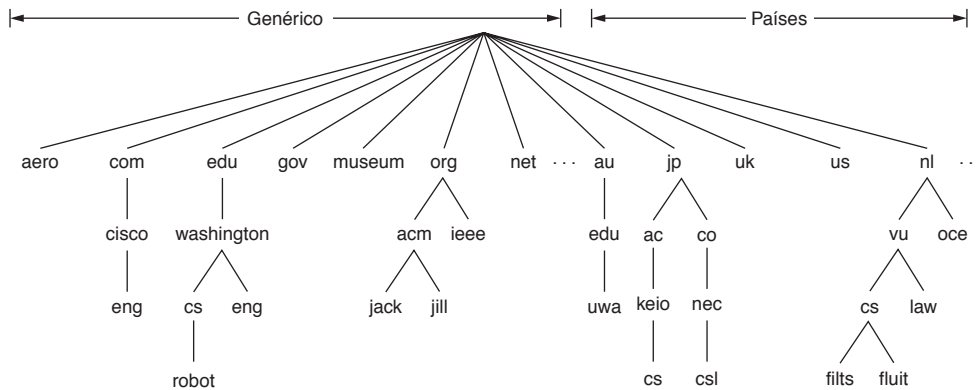 Genérico Países
aero com edu gov museum org net ... au jp uk us nl ...
cisco washington acm ieee edu ac co vu oce
eng cs eng jack jill uwa keio nec cs law
robot cs csl filts fluit